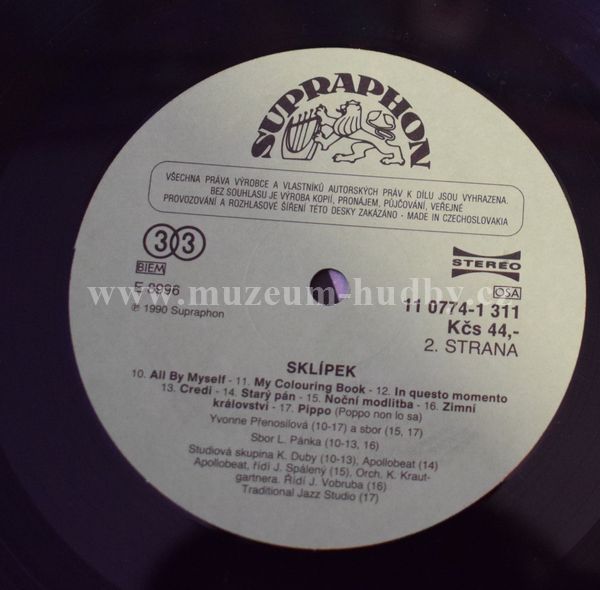 SUPRAPHON
VŠECHNA PRÁVA VÝROBCE A VLASTNÍKŮ AUTORSKÝCH PRÁV K DÍLU JSOU VYHRAZENA.
BEZ SOUHLASU JE VÝROBA KOPIÍ, PRONÁJEM, PŮJČOVÁNÍ, VEŘEJNÉ
PROVOZOVÁNÍ A ROZHLASOVÉ ŠÍŘENÍ TÉTO DESKY ZAKÁZÁNO - MADE IN CZECHOSLOVAKIA
33
STEREO
BIEM
OSA
E 8996
www.muzeum-hudby.cz
℗ 1990 Supraphon
11 0774-1 311
Kčs 44,-
2. STRANA
SKLÍPEK
10. All By Myself - 11. My Colouring Book - 12. In questo momento
13. Credi - 14. Starý pán - 15. Noční modlitba - 16. Zimní
království - 17. Pippo (Poppo non lo sa)
Yvonne Přenosilová (10-17) a sbor (15, 17)
Sbor L. Pánka (10-13, 16)
Studiová skupina K. Duby (10-13), Apollobeat (14)
Apollobeat, řídí J. Spálený (15), Orch. K. Kraut-
gartnera. Řídí J. Vobruba (16)
Traditional Jazz Studio (17)